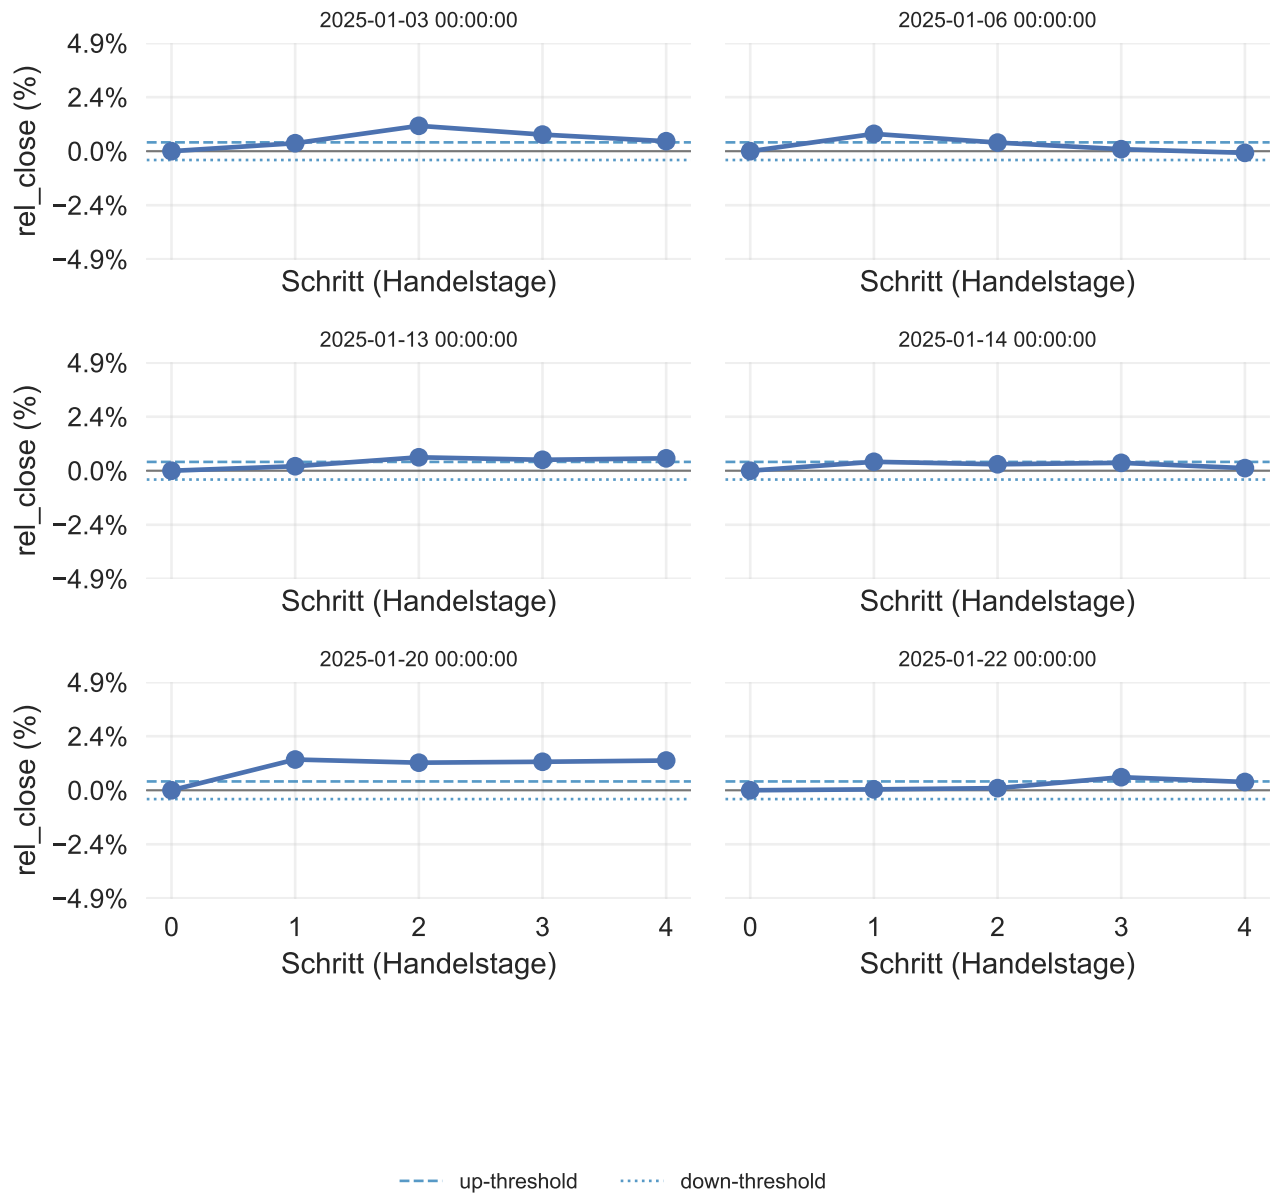 2025-01-03 00:00:00
2025-01-06 00:00:00
4.9%
2.4%
0.0%
−2.4%
−4.9%
rel_close (%)
Schritt (Handelstage)
Schritt (Handelstage)
2025-01-13 00:00:00
2025-01-14 00:00:00
4.9%
2.4%
0.0%
−2.4%
−4.9%
rel_close (%)
Schritt (Handelstage)
Schritt (Handelstage)
2025-01-20 00:00:00
2025-01-22 00:00:00
4.9%
2.4%
0.0%
−2.4%
−4.9%
rel_close (%)
0 1 2 3 4
0 1 2 3 4
Schritt (Handelstage)
Schritt (Handelstage)
up-threshold
down-threshold